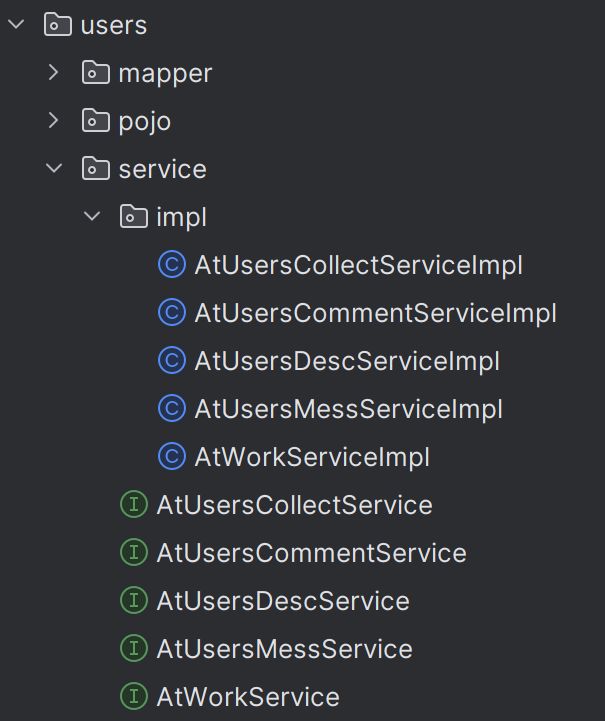 users
mapper
pojo
service
impl
AtUsersCollectServiceImpl
AtUsersCommentServiceImpl
AtUsersDescServiceImpl
AtUsersMessServiceImpl
AtWorkServiceImpl
AtUsersCollectService
AtUsersCommentService
AtUsersDescService
AtUsersMessService
AtWorkService